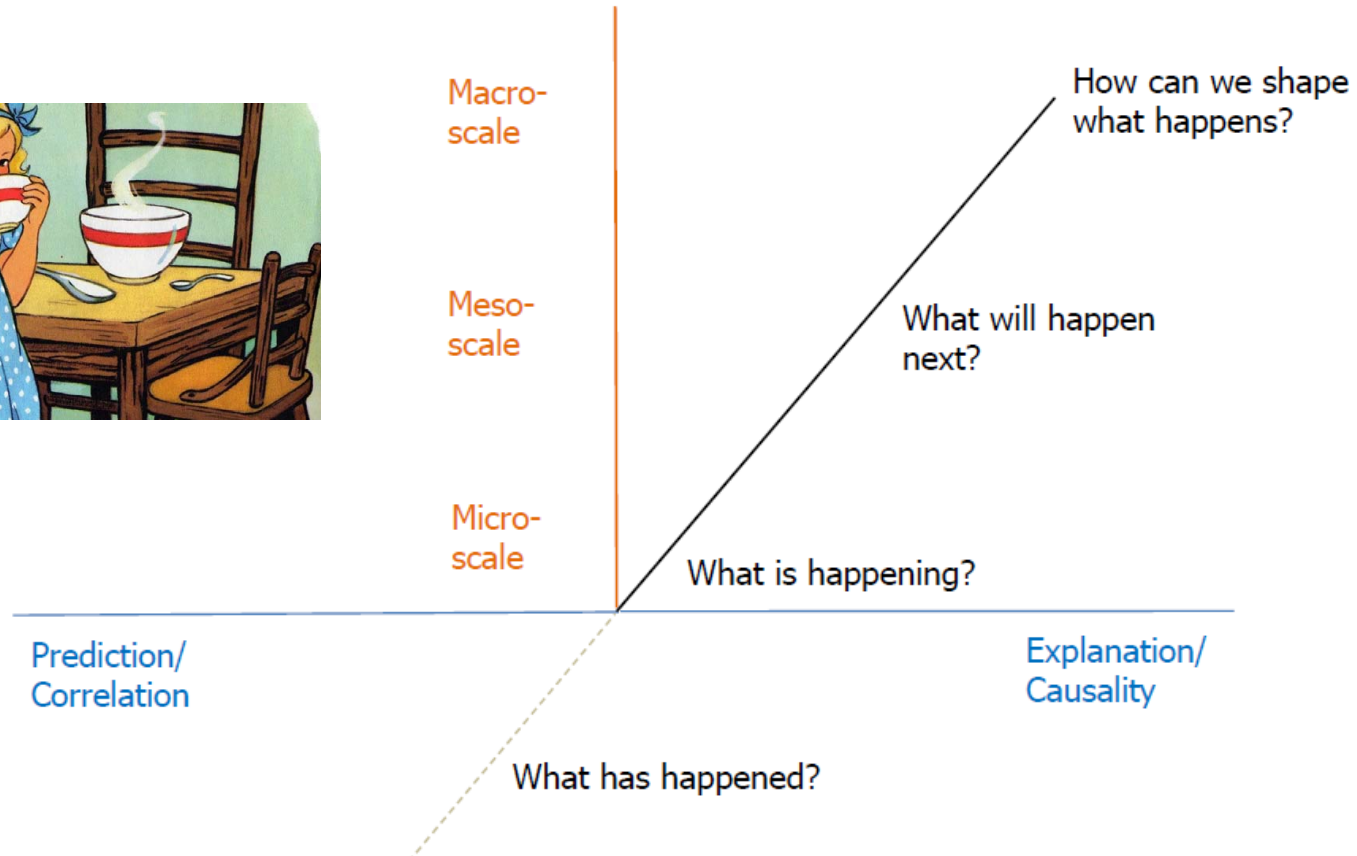 Macro-
scale
How can we shape
what happens?
Meso-
scale
What will happen
next?
Micro-
scale
What is happening?
Prediction/
Correlation
Explanation/
Causality
What has happened?